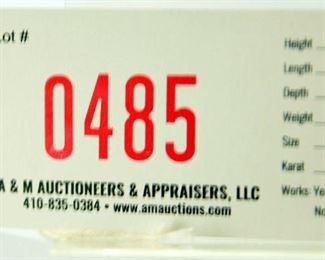 Lot #
0485
A & M AUCTIONEERS & APPRAISERS, LLC
410-835-0384 • www.amauctions.com
Height
Length
Depth
Weight
Size
Karat
Works: Ye
No